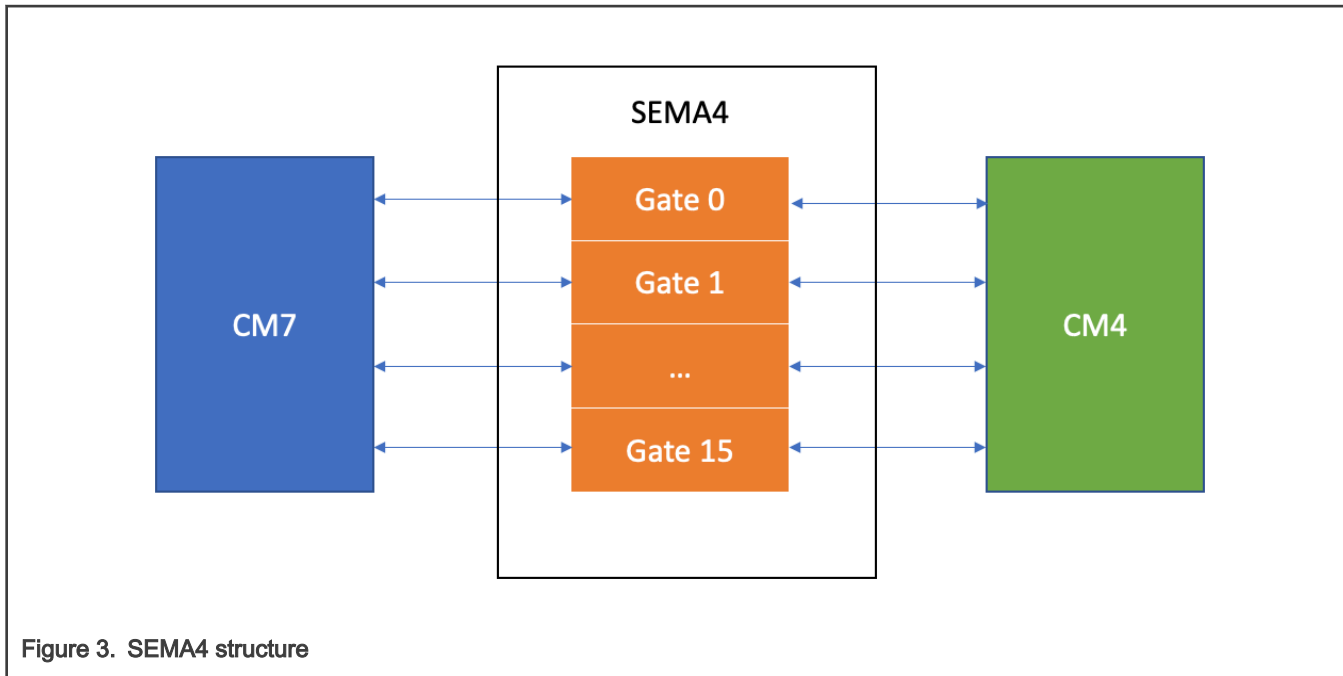 SEMA4
CM7
Gate 0
Gate 1
...
Gate 15
CM4
Figure 3. SEMA4 structure